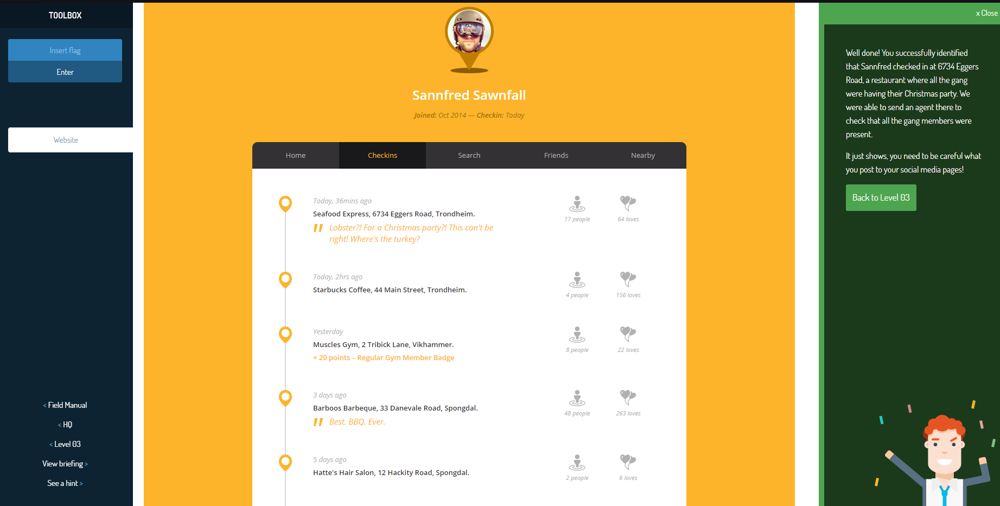 TOOLBOX
Insert flag
Enter
Website
< Field Manual
< HQ
< Level 03
View briefing >
See a hint >
Sannfred Sawnfall
Joined: Oct 2014 — Checkin: Today
Home Checkins Search Friends Nearby
Today, 36mins ago
Seafood Express, 6734 Eggers Road, Trondheim.
" Lobster?! For a Christmas party?! This can't be
right! Where's the turkey?
17 people 64 loves
Today, 2hrs ago
Starbucks Coffee, 44 Main Street, Trondheim.
4 people 156 loves
Yesterday
Muscles Gym, 2 Tribick Lane, Vikhammer.
+ 20 points – Regular Gym Member Badge
8 people 22 loves
3 days ago
Barboos Barbeque, 33 Danevale Road, Spongdal.
" Best. BBQ. Ever.
48 people 263 loves
5 days ago
Hatte's Hair Salon, 12 Hackity Road, Spongdal.
2 people 6 loves
x Close
Well done! You successfully identified
that Sannfred checked in at 6734 Eggers
Road, a restaurant where all the gang
were having their Christmas party. We
were able to send an agent there to
check that all the gang members were
present.
It just shows, you need to be careful what
you post to your social media pages!
Back to Level 03